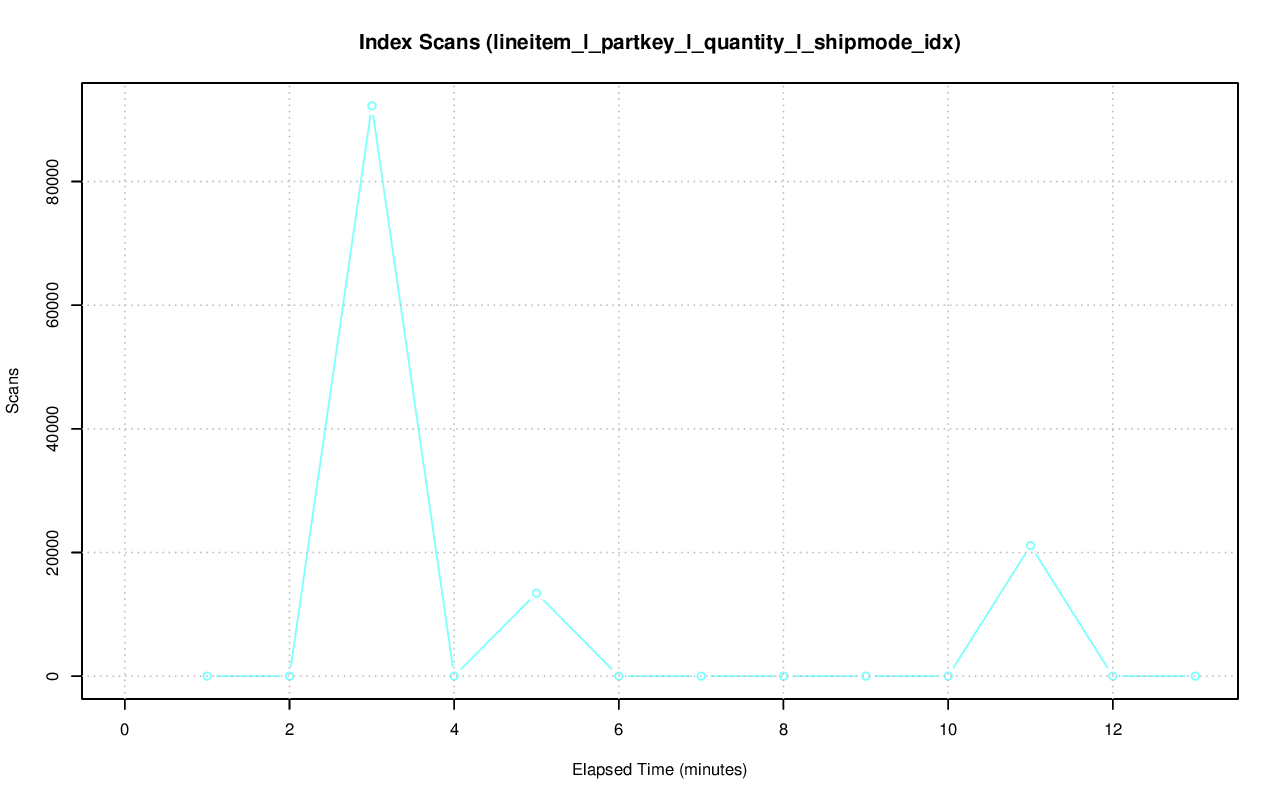 Index Scans (lineitem_l_partkey_l_quantity_l_shipmode_idx)
80000
60000
40000
20000
0
Scans
0 2 4 6 8 10 12
Elapsed Time (minutes)